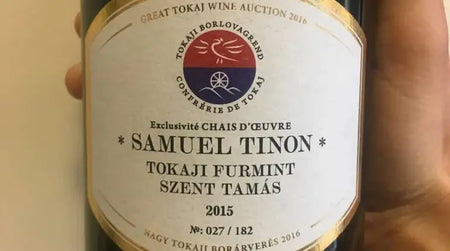 GREAT TOKAJ WINE AUCTION 2016
TOKAJI BORLOVAGREND
CONFRÉRIE DE TOKAJ
Exclusivité CHAIS D'ŒUVRE
* SAMUEL TINON *
TOKAJI FURMINT
SZENT TAMÁS
2015
№: 027 / 182
NAGY TOKAJI BORÁRVERÉS 2016